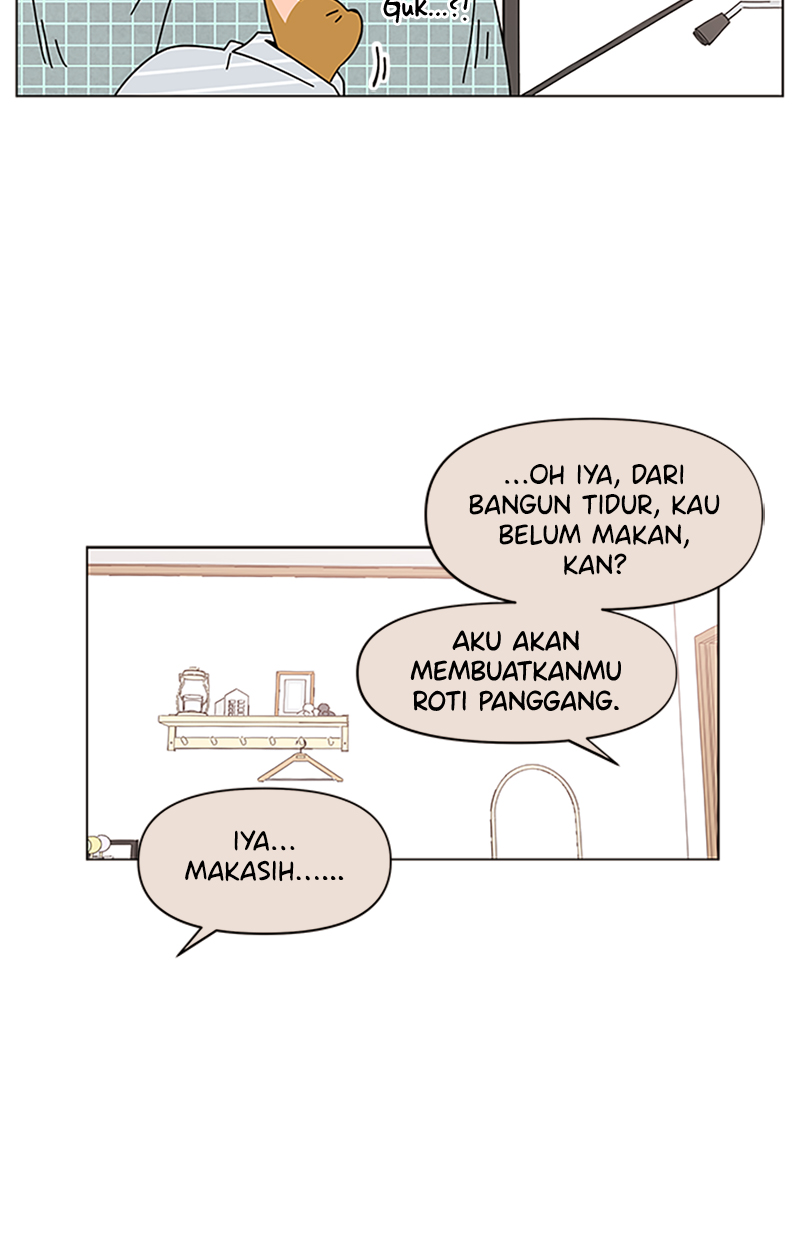 Guk...?!
...OH IYA, DARI
BANGUN TIDUR, KAU
BELUM MAKAN,
KAN?
AKU AKAN
MEMBUATKANMU
ROTI PANGGANG.
IYA...
MAKASIH......